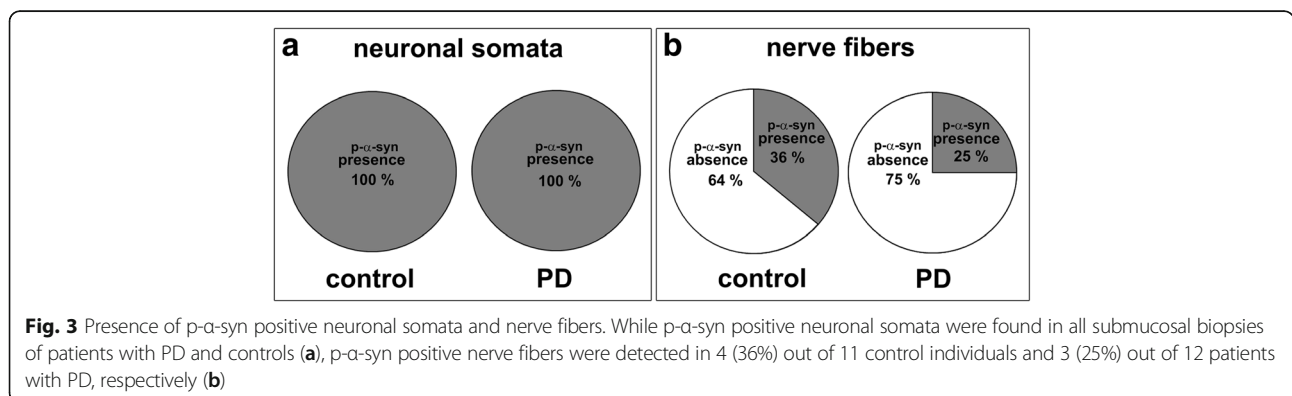 a neuronal somata
p-α-syn
presence
100 %
control
p-α-syn
presence
100 %
PD
b nerve fibers
p-α-syn
absence
64 %
p-α-syn
presence
36 %
control
p-α-syn
absence
75 %
p-α-syn
presence
25 %
PD
Fig. 3 Presence of p-α-syn positive neuronal somata and nerve fibers. While p-α-syn positive neuronal somata were found in all submucosal biopsies
of patients with PD and controls (a), p-α-syn positive nerve fibers were detected in 4 (36%) out of 11 control individuals and 3 (25%) out of 12 patients
with PD, respectively (b)